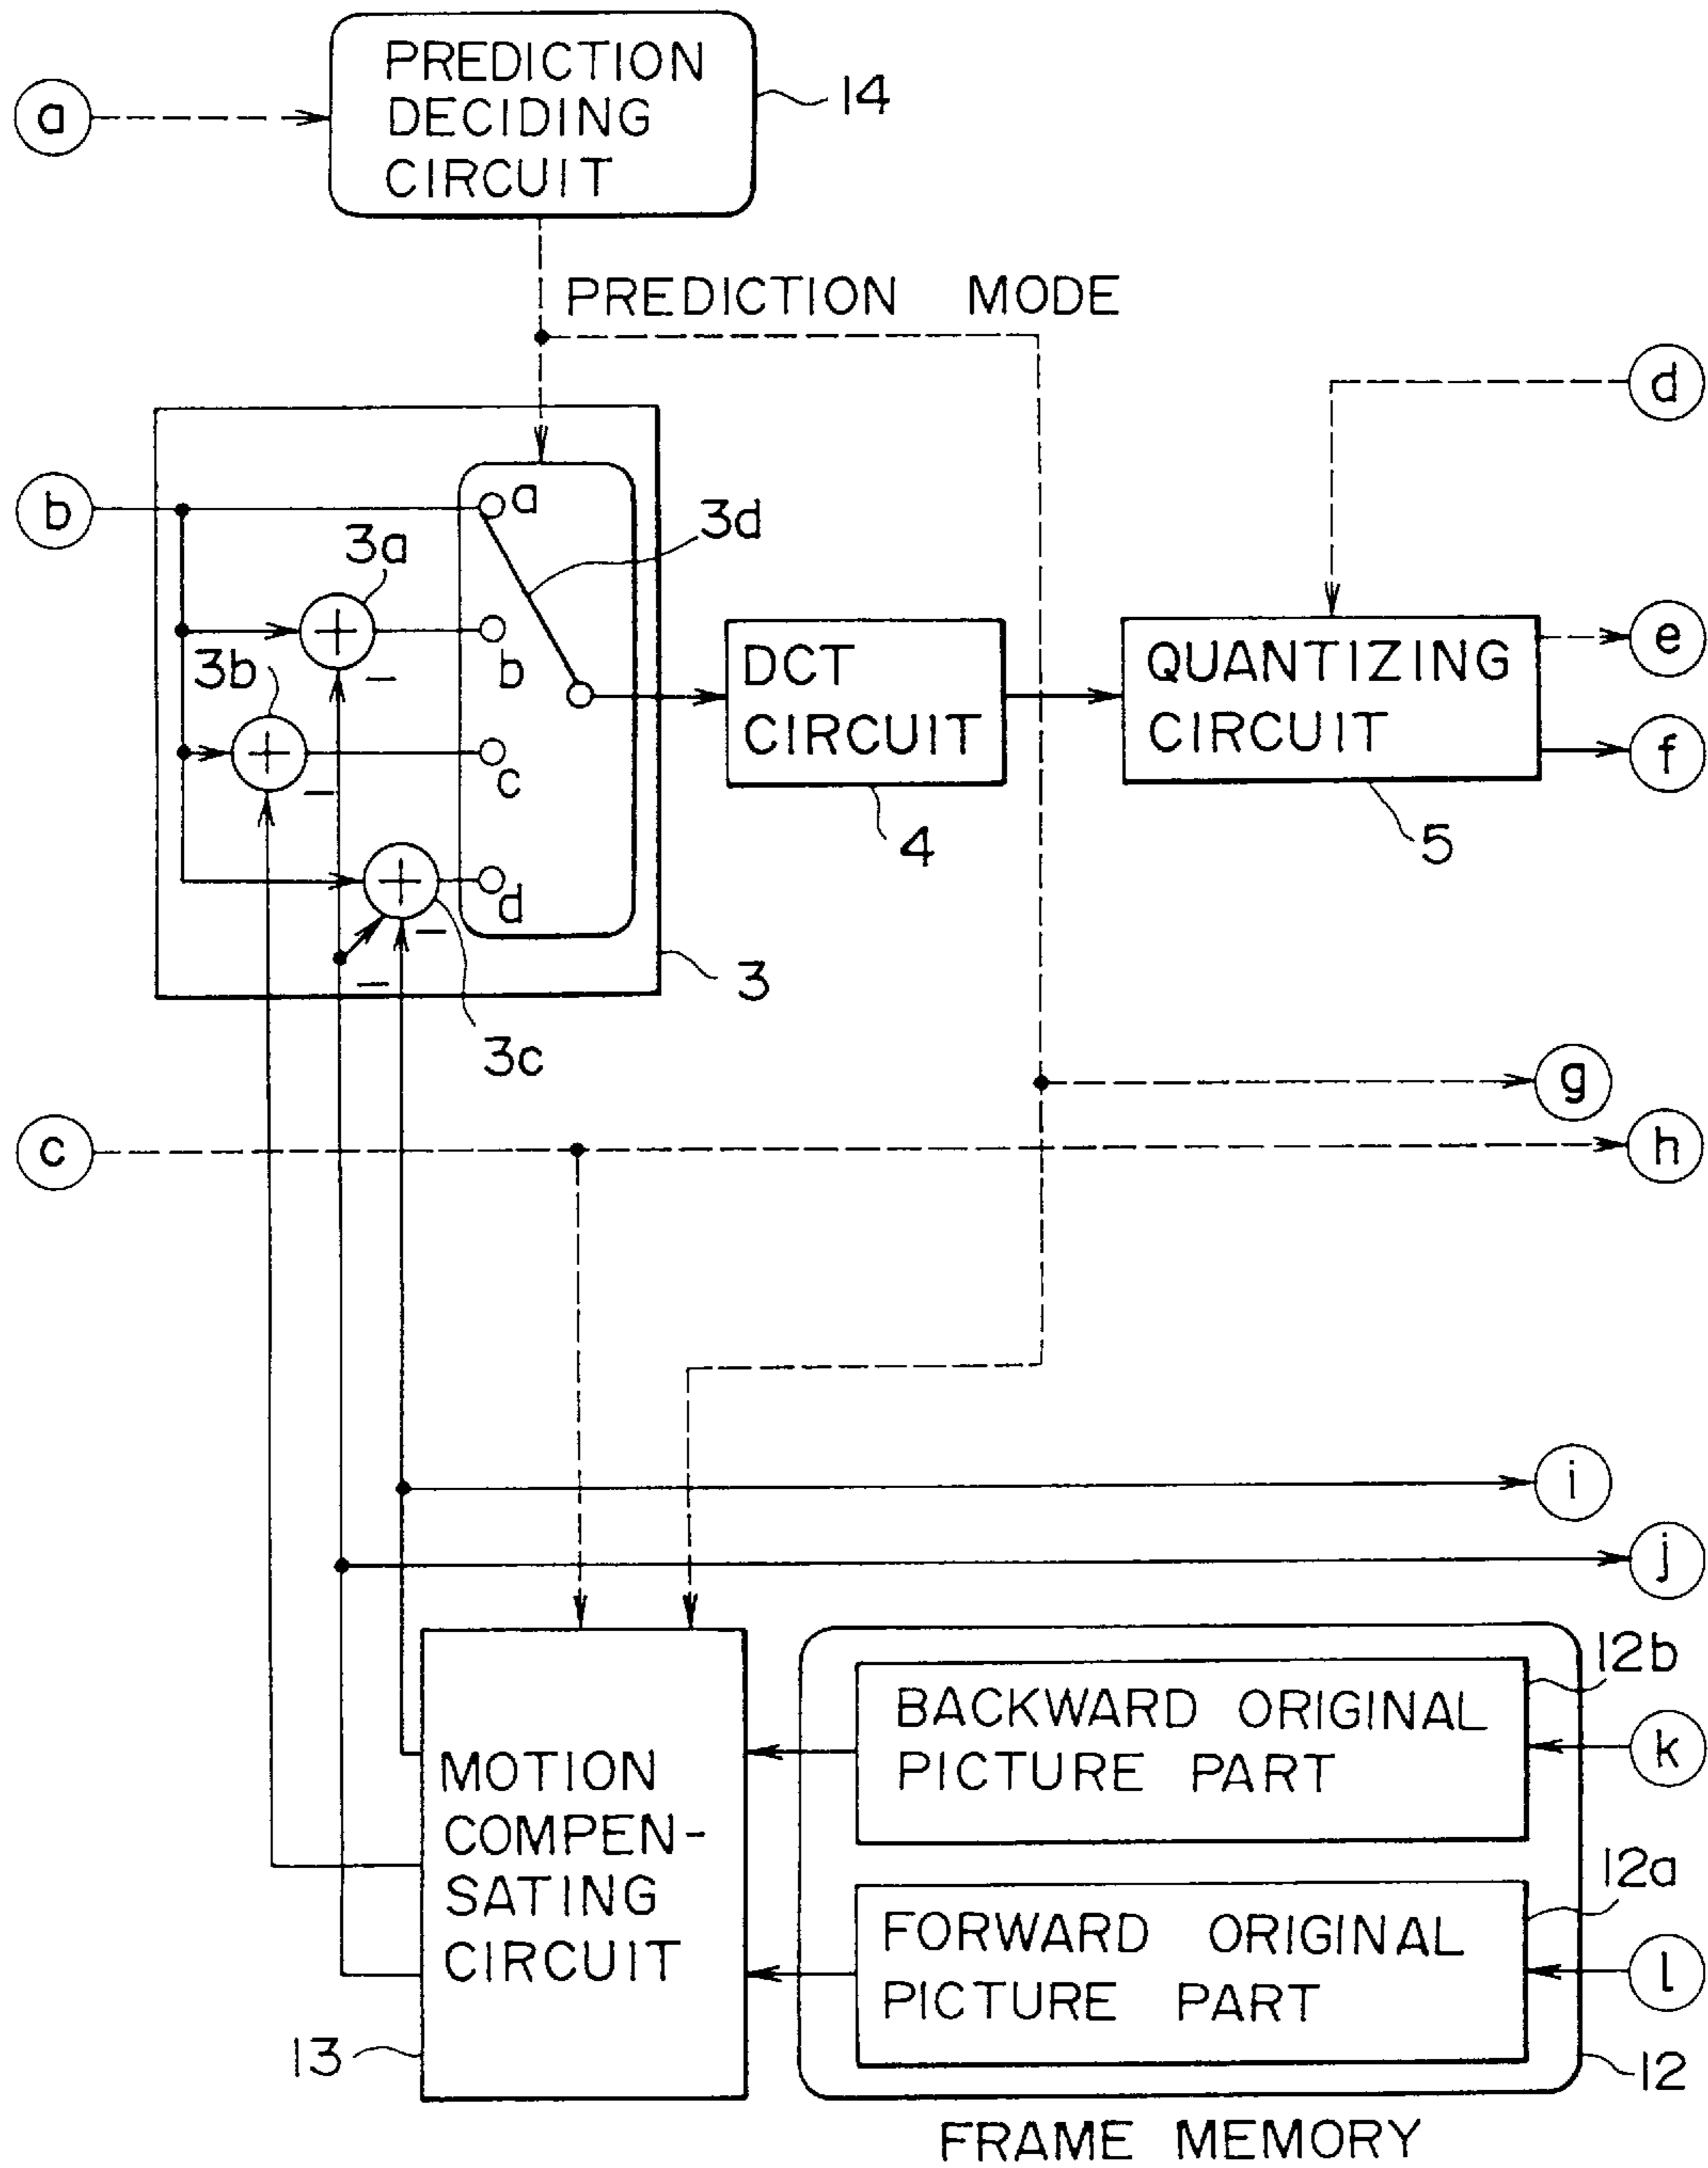 PREDICTION
DECIDING
CIRCUIT
14
a
PREDICTION MODE
d
b
a
3d
3a
b
3b
c
d
3
3c
DCT
CIRCUIT
4
QUANTIZING
CIRCUIT
5
e
f
g
c
h
i
j
MOTION
COMPEN-
SATING
CIRCUIT
13
BACKWARD ORIGINAL
PICTURE PART
12b
k
FORWARD ORIGINAL
PICTURE PART
12a
l
12
FRAME MEMORY